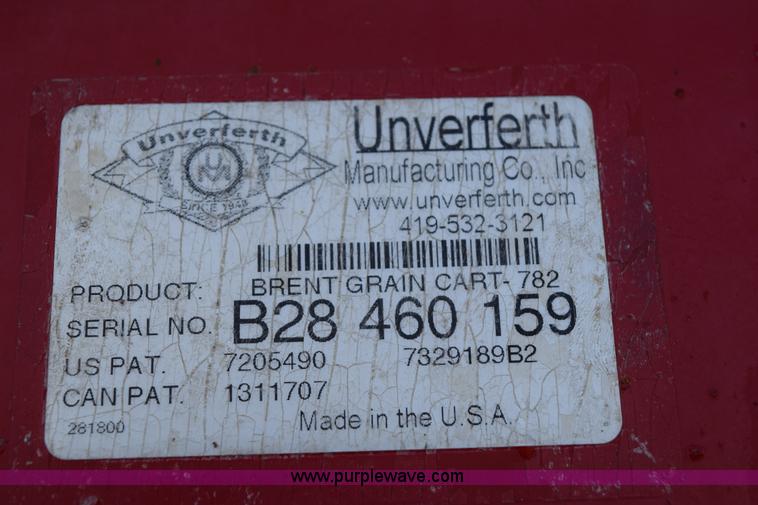 Unverferth
UM
SINCE 1948
Unverferth
Manufacturing Co., Inc
www.unverferth.com
419-532-3121
PRODUCT: BRENT GRAIN CART- 782
SERIAL NO. B28 460 159
US PAT. 7205490 7329189B2
CAN PAT. 1311707
281800 Made in the U.S.A.
www.purplewave.com